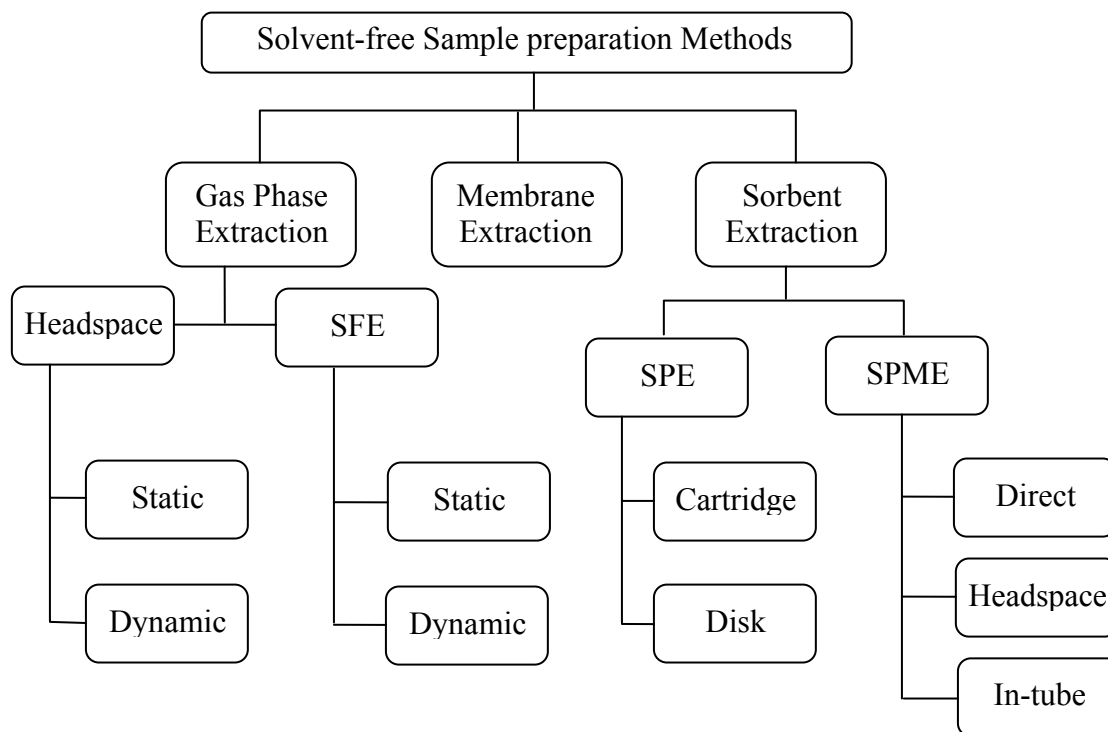 Solvent-free Sample preparation Methods
Gas Phase
Extraction
Membrane
Extraction
Sorbent
Extraction
Headspace
SFE
SPE
SPME
Static
Static
Cartridge
Direct
Dynamic
Dynamic
Disk
Headspace
In-tube